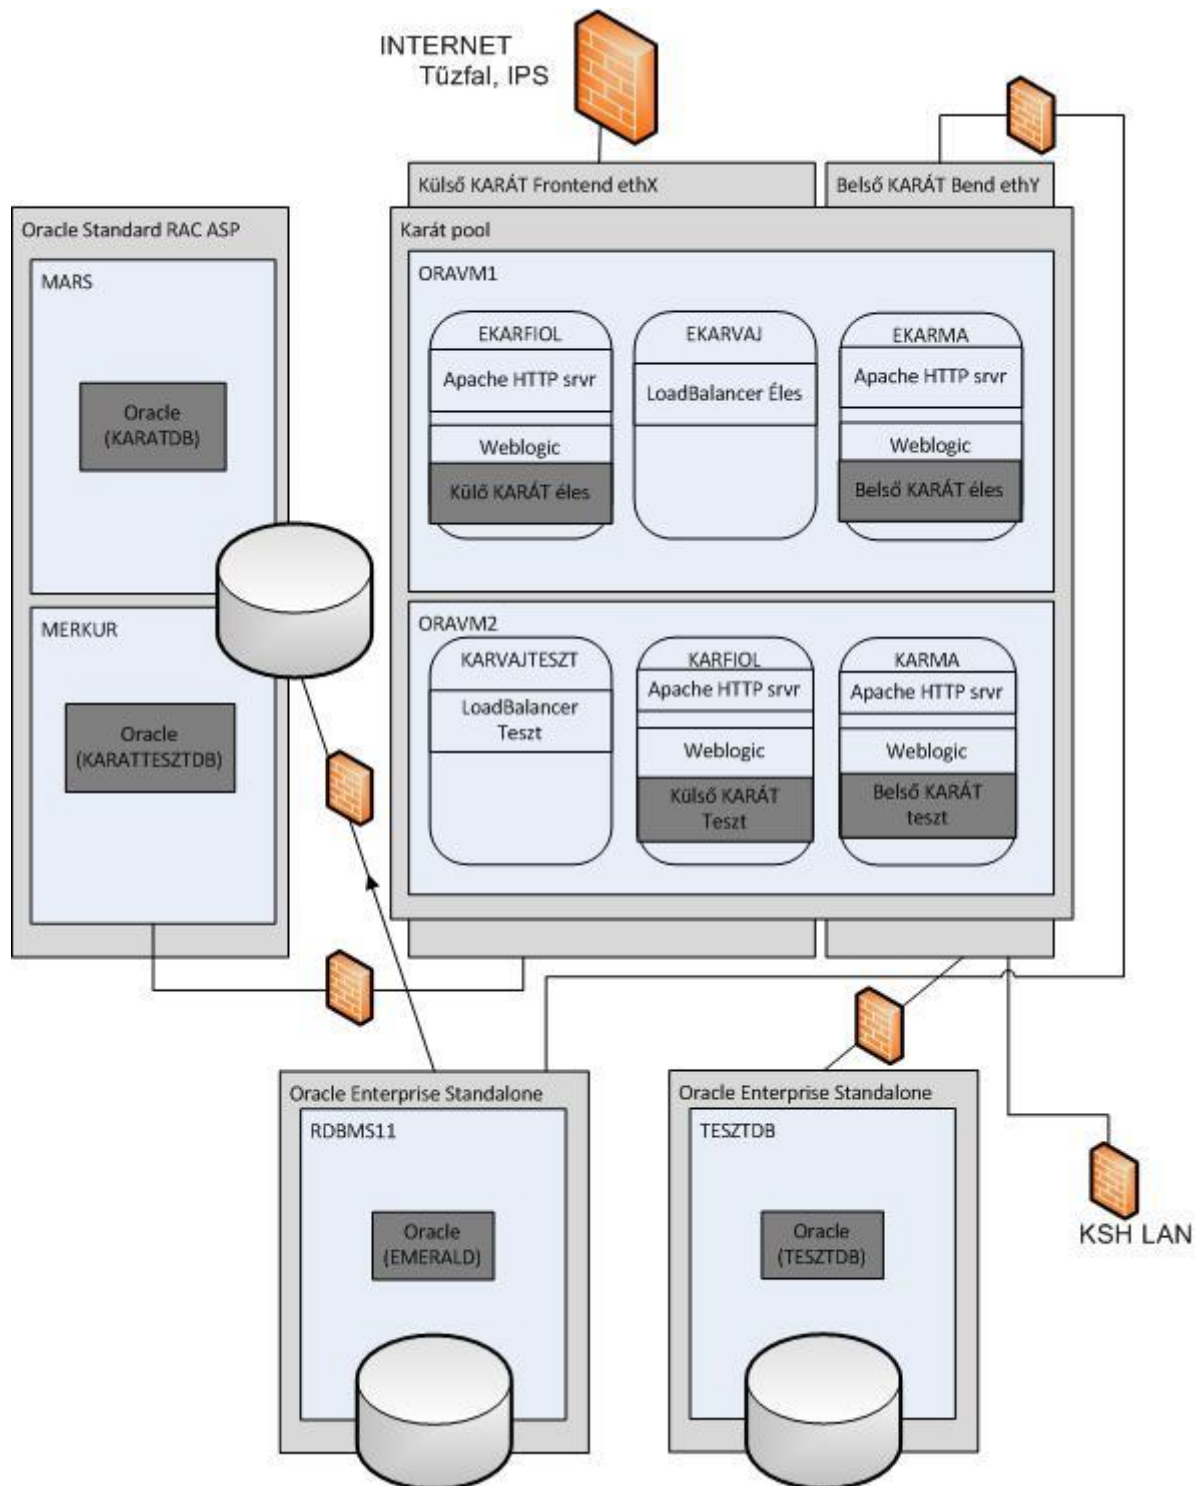 INTERNET
Tűzfal, IPS
Külső KARÁT Frontend ethX
Belső KARÁT Bend ethY
Oracle Standard RAC ASP
MARS
Oracle
(KARATDB)
MERKUR
Oracle
(KARATTESZTDB)
Karát pool
ORAVM1
EKARFIOL
Apache HTTP srvr
Weblogic
Külő KARÁT éles
EKARVAJ
LoadBalancer Éles
EKARMA
Apache HTTP srvr
Weblogic
Belső KARÁT éles
ORAVM2
KARVAJTESZT
LoadBalancer
Teszt
KARFIOL
Apache HTTP srvr
Weblogic
Külső KARÁT
Teszt
KARMA
Apache HTTP srvr
Weblogic
Belső KARÁT
teszt
Oracle Enterprise Standalone
RDBMS11
Oracle
(EMERALD)
Oracle Enterprise Standalone
TESZTDB
Oracle
(TESZTDB)
KSH LAN